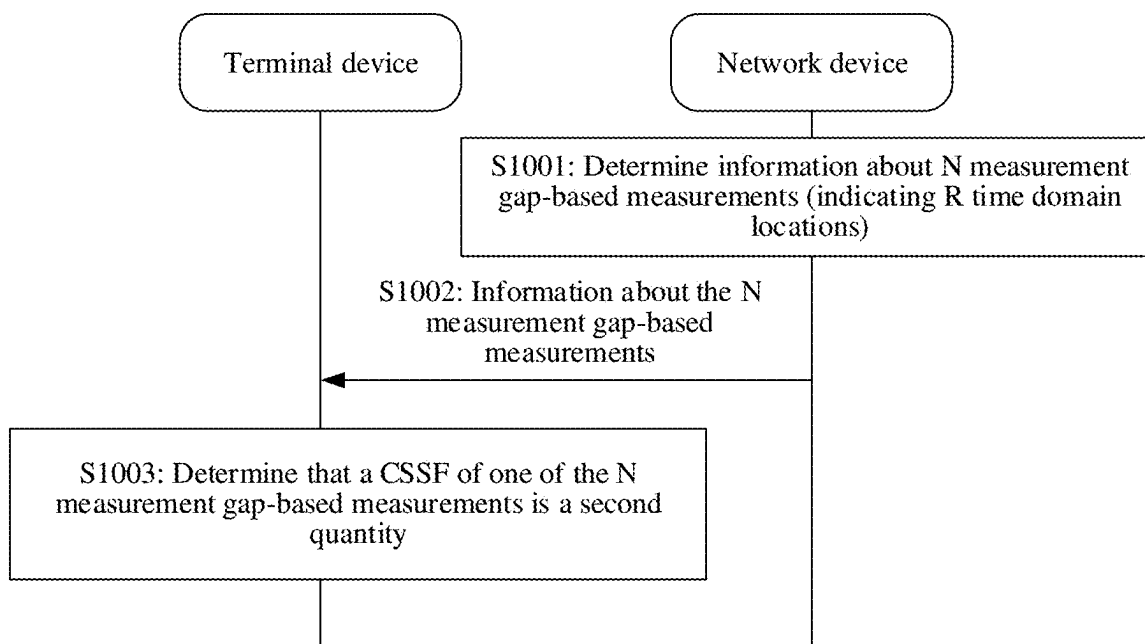 Terminal device
Network device
S1001: Determine information about N measurement
gap-based measurements (indicating R time domain
locations)
S1002: Information about the N
measurement gap-based
measurements
S1003: Determine that a CSSF of one of the N
measurement gap-based measurements is a second
quantity